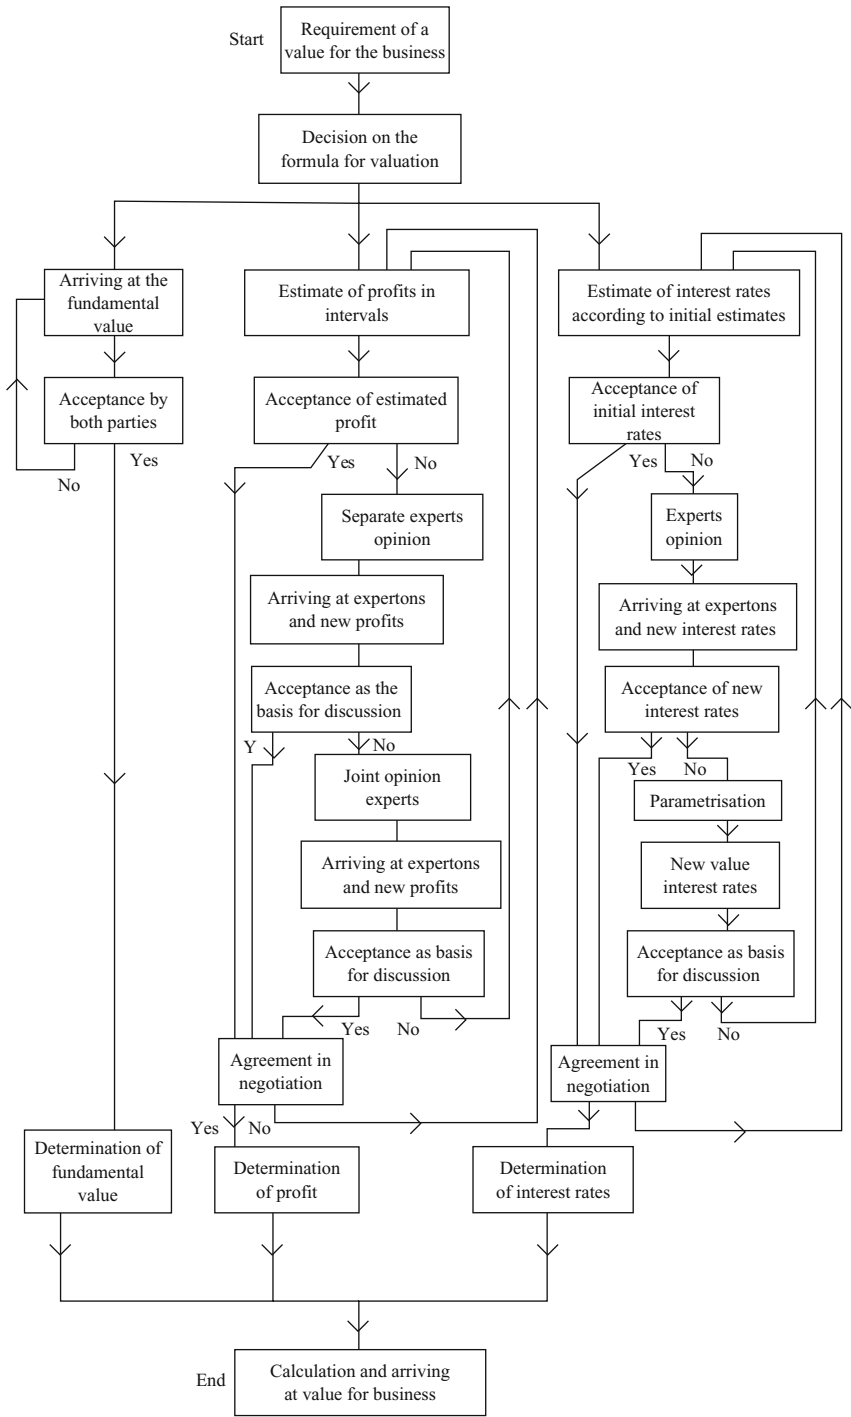 Start
Requirement of a
value for the business
Decision on the
formula for valuation
Arriving at the
fundamental
value
Acceptance by
both parties
No
Yes
Determination of
fundamental
value
Estimate of profits in
intervals
Acceptance of estimated
profit
Yes
No
Separate experts
opinion
Arriving at expertons
and new profits
Acceptance as the
basis for discussion
Y
No
Joint opinion
experts
Arriving at expertons
and new profits
Acceptance as basis
for discussion
Yes
No
Agreement in
negotiation
Yes
No
Determination
of profit
Estimate of interest rates
according to initial estimates
Acceptance of
initial interest
rates
Yes
No
Experts
opinion
Arriving at expertons
and new interest rates
Acceptance of new
interest rates
Yes
No
Parametrisation
New value
interest rates
Acceptance as basis
for discussion
Yes
No
Agreement in
negotiation
Determination
of interest rates
End
Calculation and arriving
at value for business